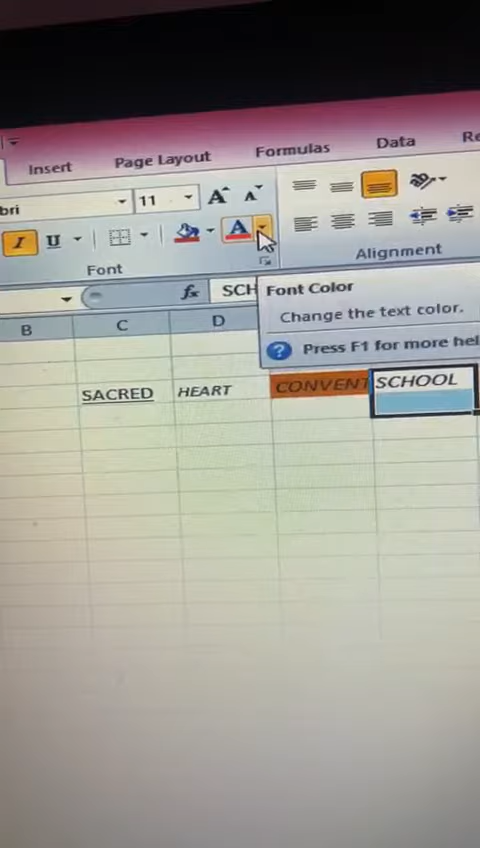 Insert Page Layout Formulas Data
11 A A
I U A
Font Alignment
fx SCH
Font Color
Change the text color.
? Press F1 for more
B C D
SACRED HEART CONVENT SCHOOL